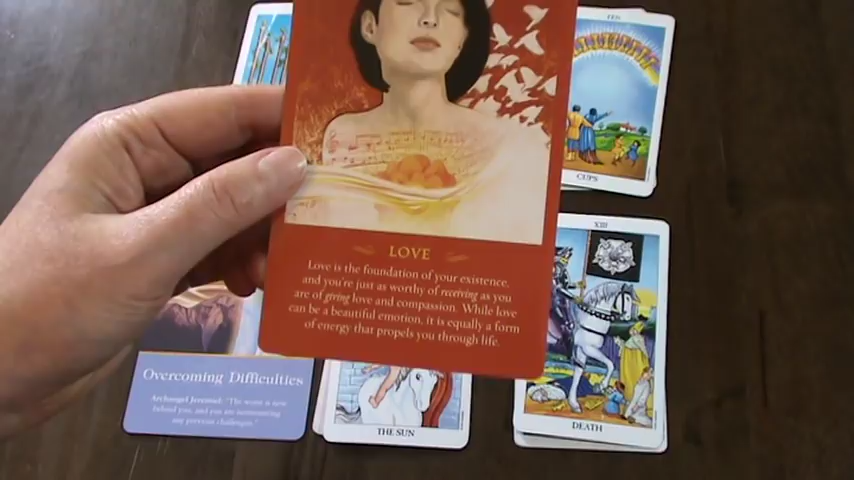 TEN
CUPS
LOVE
Love is the foundation of your existence,
and you're just as worthy of receiving as you
are of giving love and compassion. While love
can be a beautiful emotion, it is equally a form
of energy that propels you through life.
XIII
DEATH
Overcoming Difficulties
Archangel Jeremiel: "The worst is now
behind you, and you are surmounting
any previous challenges."
THE SUN